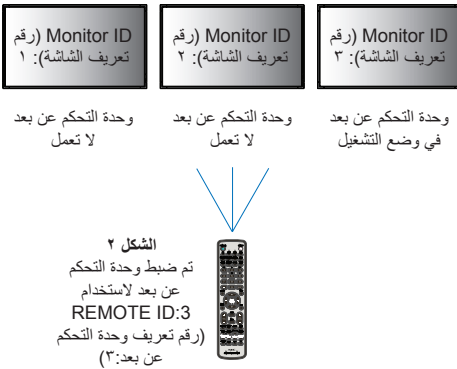 Monitor ID (رقم
تعريف الشاشة): ٣
Monitor ID (رقم
تعريف الشاشة): ٢
Monitor ID (رقم
تعريف الشاشة): ١
وحدة التحكم عن بعد
في وضع التشغيل
وحدة التحكم عن بعد
لا تعمل
وحدة التحكم عن بعد
لا تعمل
الشكل ٢
تم ضبط وحدة التحكم
عن بعد لاستخدام
REMOTE ID:3
(رقم تعريف وحدة التحكم
عن بعد:٣)